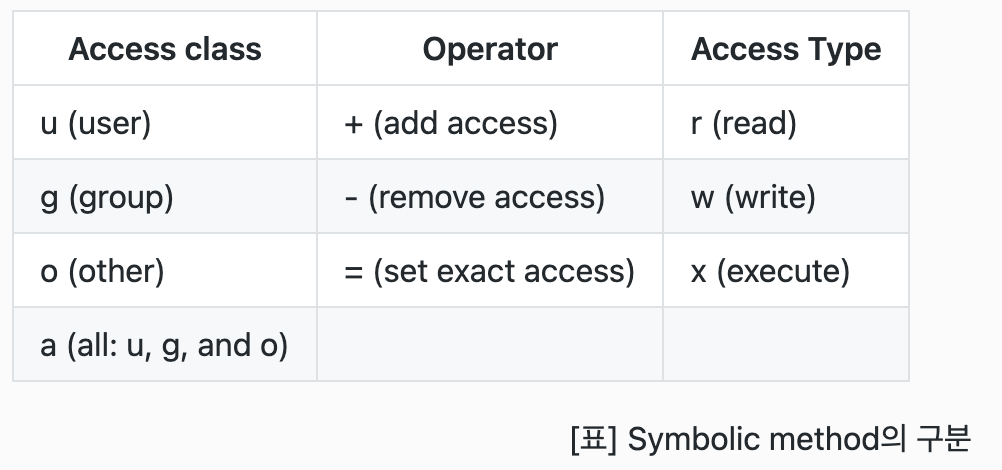 Access class Operator Access Type
u (user) + (add access) r (read)
g (group) - (remove access) w (write)
o (other) = (set exact access) x (execute)
a (all: u, g, and o)
[표] Symbolic method의 구분